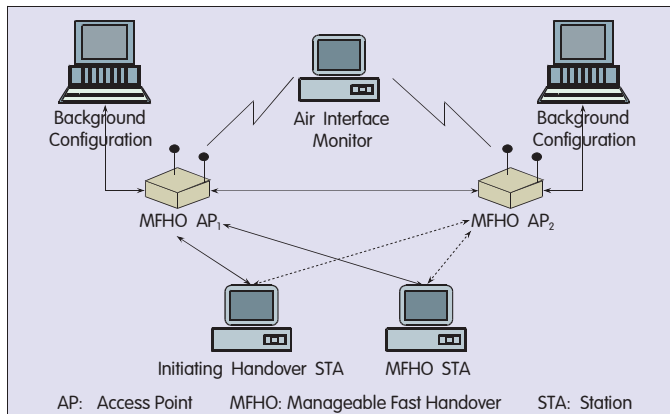 Background
Configuration
Air Interface
Monitor
Background
Configuration
MFHO AP₁
MFHO AP₂
Initiating Handover STA
MFHO STA
AP: Access Point MFHO: Manageable Fast Handover STA: Station